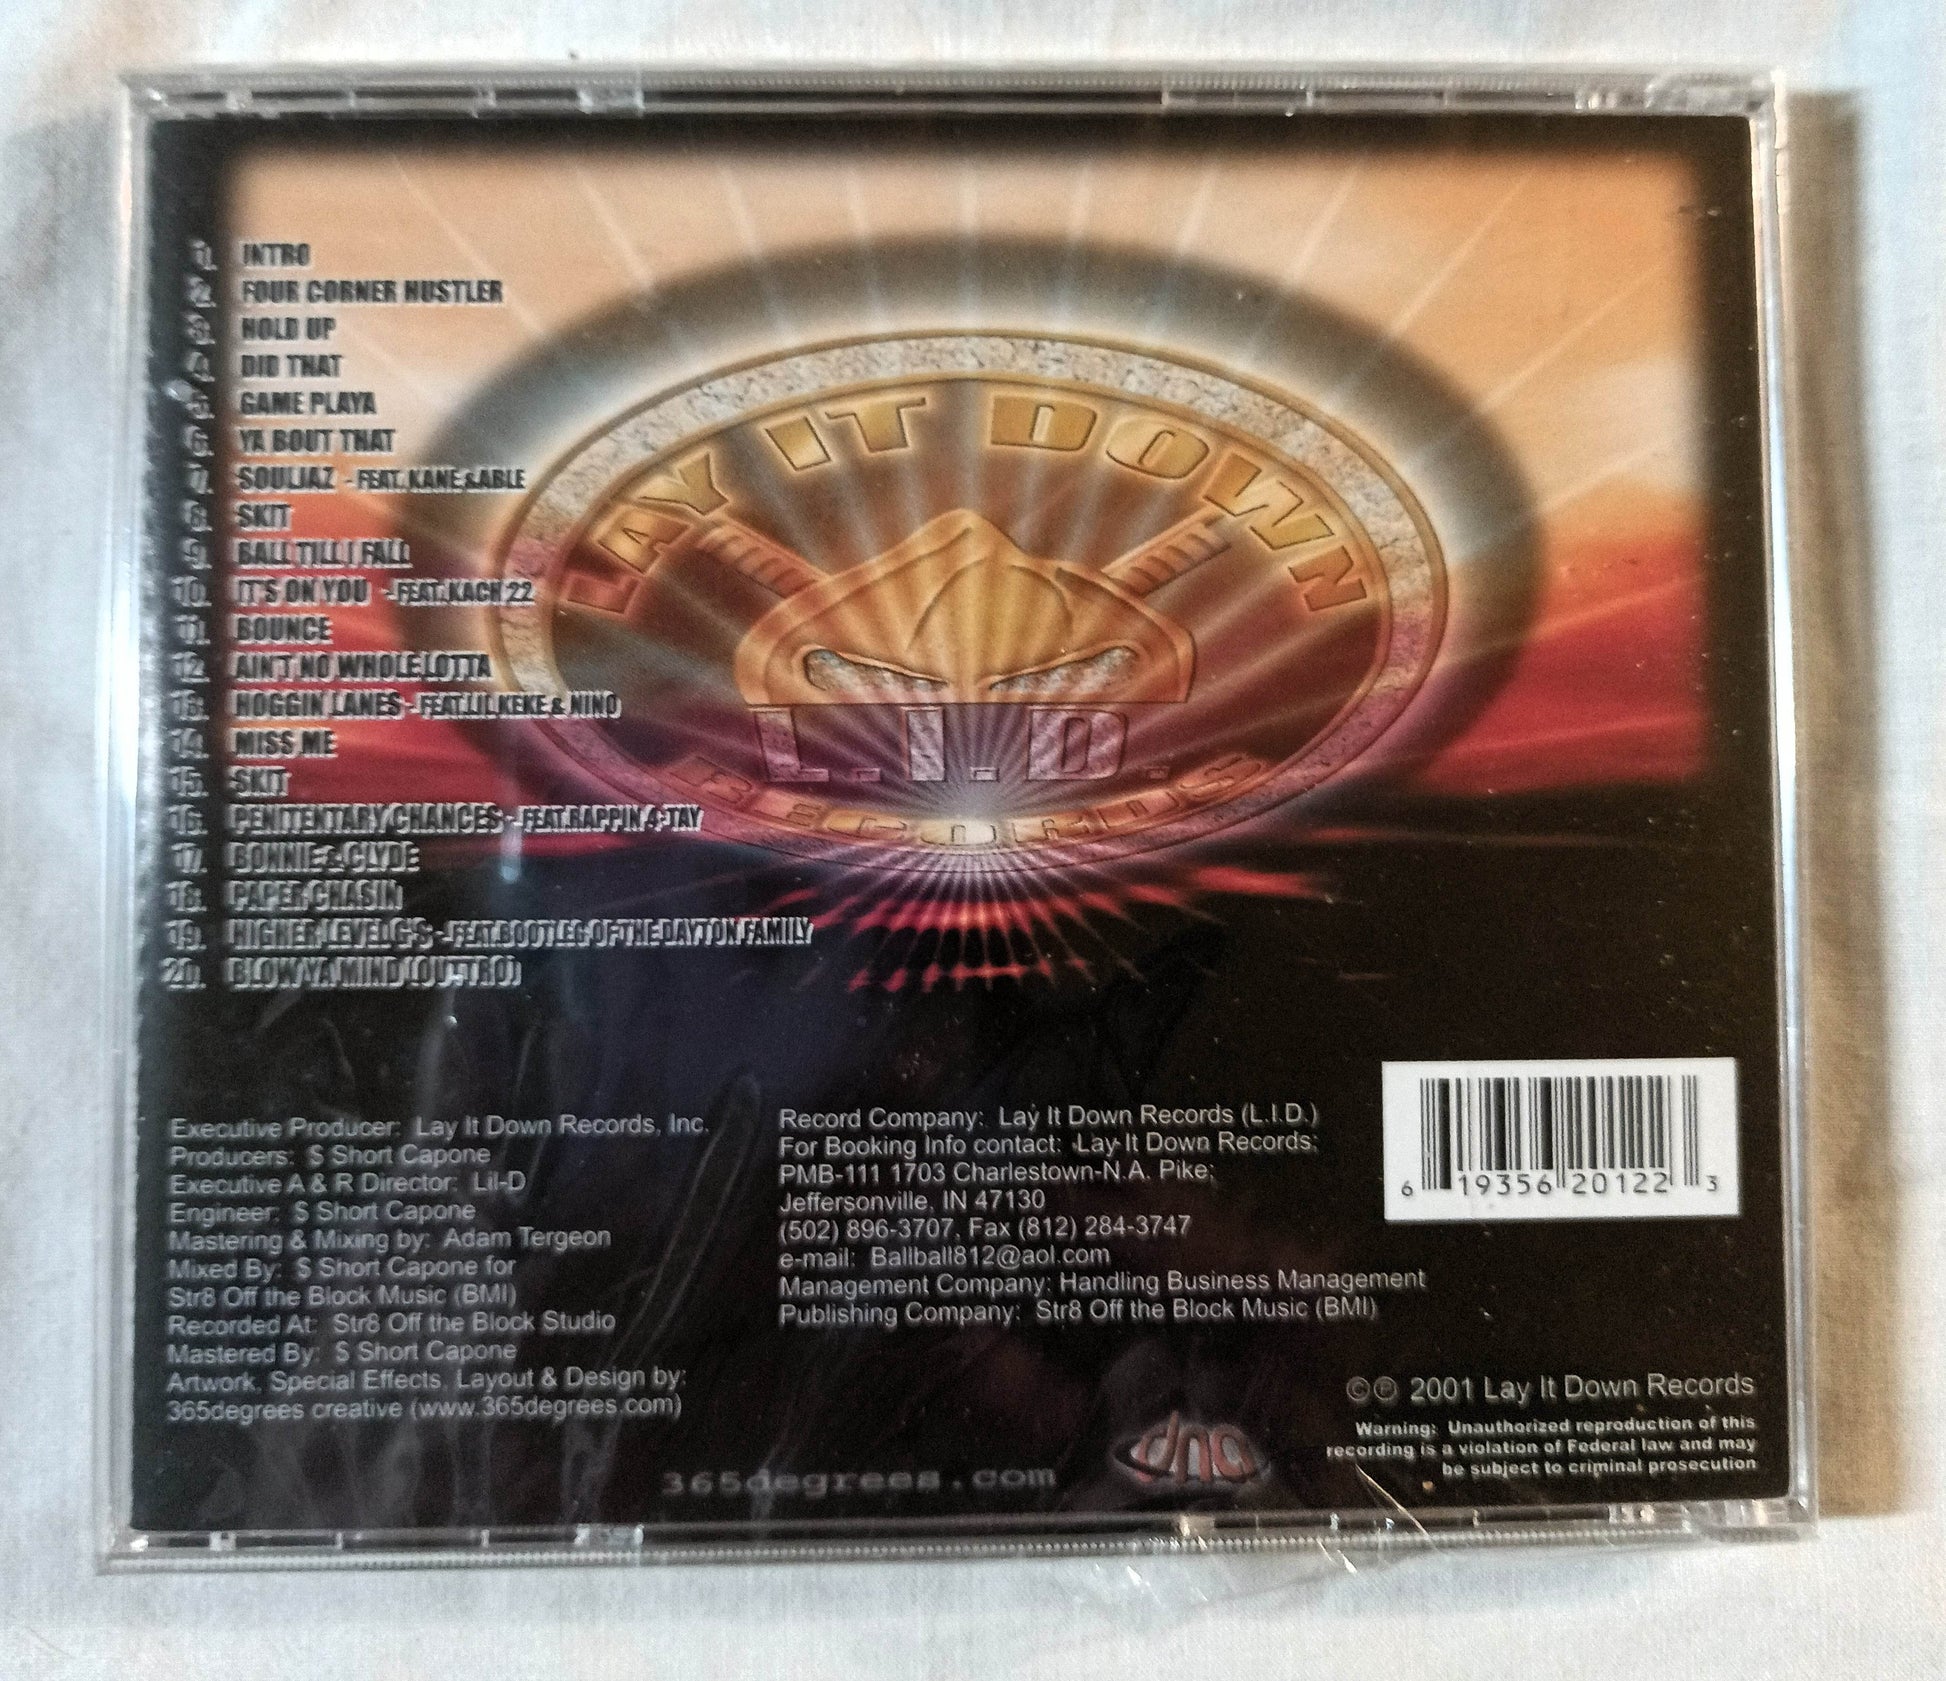 1. INTRO
2. FOUR CORNER HUSTLER
3. HOLD UP
4. DID THAT
5. GAME PLAYA
6. YA BOUT THAT
7. SOULJAZ - FEAT. KANE & ABLE
8. SKIT
9. BALL TILL I FALL
10. IT'S ON YOU - FEAT. KACH 22
11. BOUNCE
12. AIN'T NO WHOLE LOTTA
13. HOGGIN LANES - FEAT. LIL KEKE & NINO
14. MISS ME
15. SKIT
16. PENITENTARY CHANCES - FEAT. RAPPIN 4-TAY
17. BONNIE & CLYDE
18. PAPER CHASIN
19. HIGHER LEVEL G'S - FEAT. BOOTLEG OF THE DAYTON FAMILY
20. BLOW YA MIND (OUT-TRO)
LAY IT DOWN
L.I.D.
RECORDS
Executive Producer: Lay It Down Records, Inc.
Producers: S Short Capone
Executive A & R Director: Lil-D
Engineer: S Short Capone
Mastering & Mixing by: Adam Tergeon
Mixed By: S Short Capone for
Str8 Off the Block Music (BMI)
Recorded At: Str8 Off the Block Studio
Mastered By: S Short Capone
Artwork, Special Effects, Layout & Design by:
365degrees creative (www.365degrees.com)
Record Company: Lay It Down Records (L.I.D.)
For Booking Info contact: Lay It Down Records:
PMB-111 1703 Charlestown-N.A. Pike;
Jeffersonville, IN 47130
(502) 896-3707, Fax (812) 284-3747
e-mail: Ballball812@aol.com
Management Company: Handling Business Management
Publishing Company: Str8 Off the Block Music (BMI)
6 19356 20122 3
©℗ 2001 Lay It Down Records
Warning: Unauthorized reproduction of this
recording is a violation of Federal law and may
be subject to criminal prosecution
365degrees.com
dna